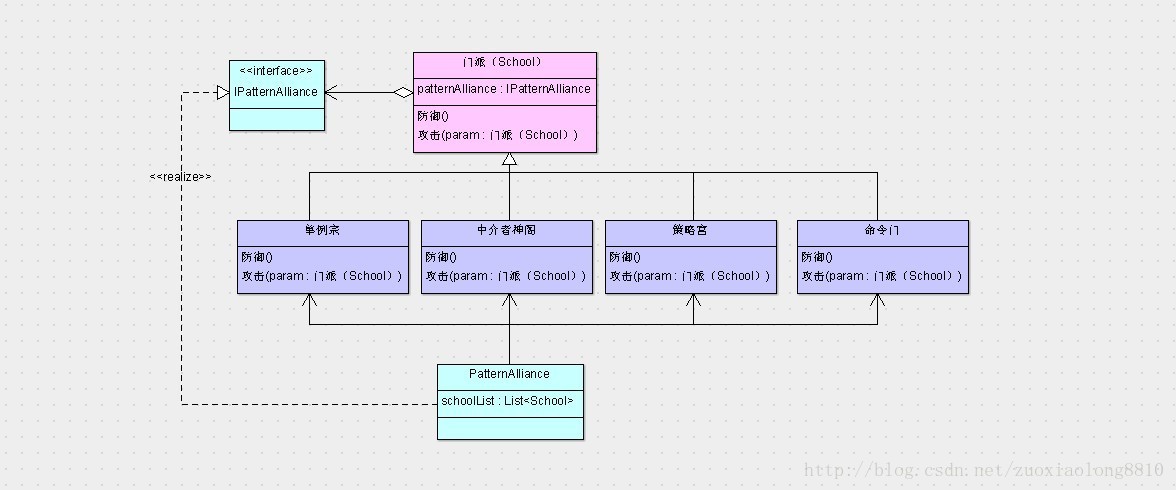 <<interface>>
IPatternAlliance
门派（School）
patternAlliance : IPatternAlliance
防御()
攻击(param : 门派（School）)
<<realize>>
单例宗
防御()
攻击(param : 门派（School）)
中介者神阁
防御()
攻击(param : 门派（School）)
策略宫
防御()
攻击(param : 门派（School）)
命令门
防御()
攻击(param : 门派（School）)
PatternAlliance
schoolList : List<School>
http://blog.csdn.net/zuoxiaolong8810